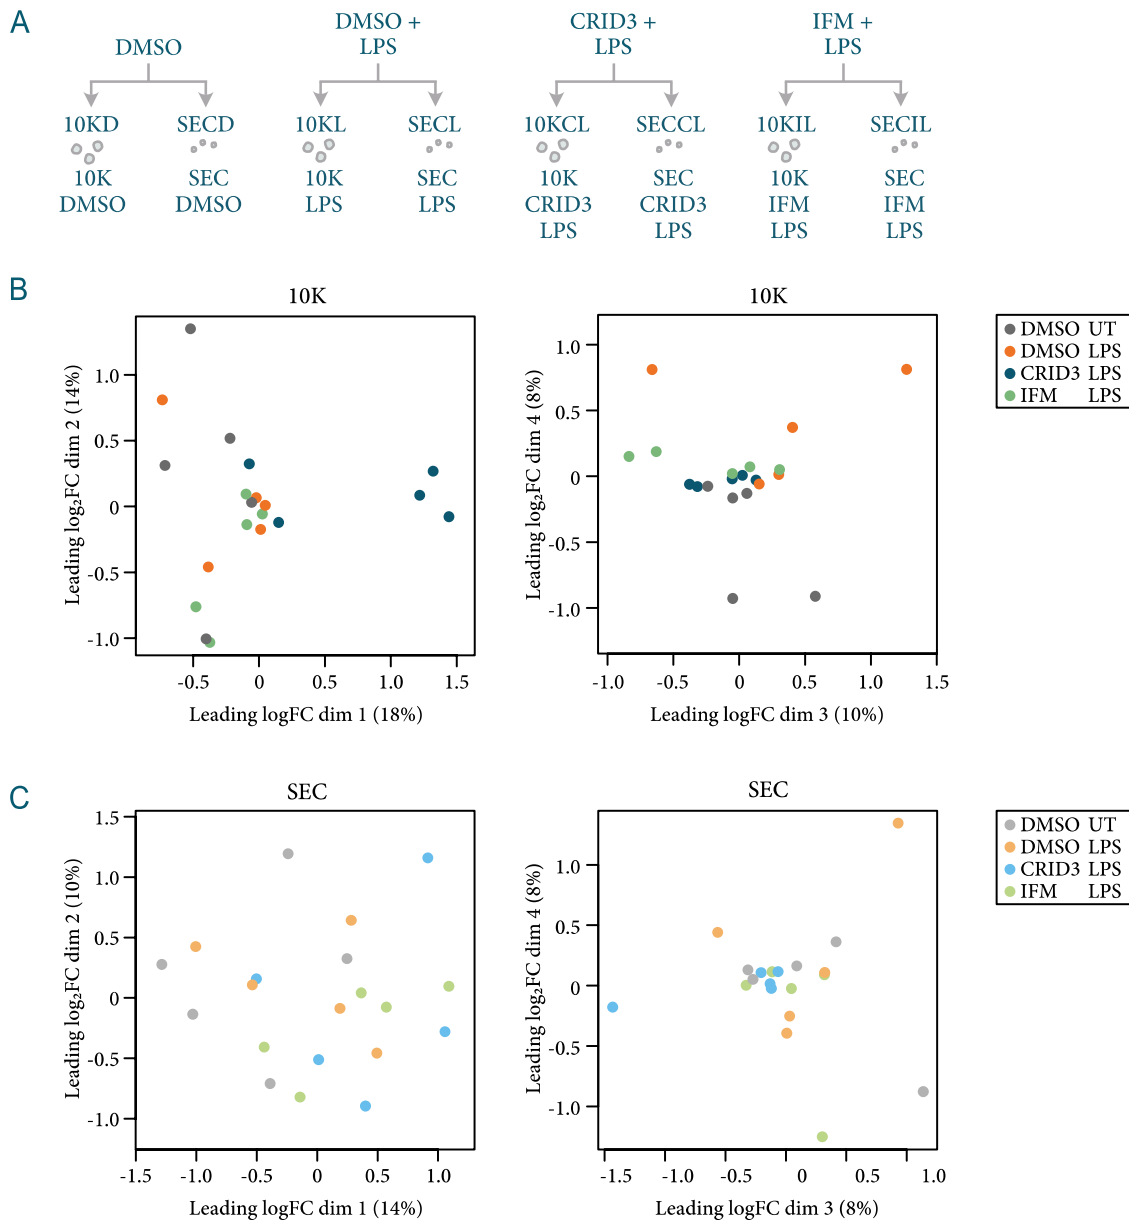 A
DMSO
DMSO +
LPS
CRID3 +
LPS
IFM +
LPS
10KD
SECD
10KL
SECL
10KCL
SECCL
10KIL
SECIL
10K
DMSO
SEC
DMSO
10K
LPS
SEC
LPS
10K
CRID3
LPS
SEC
CRID3
LPS
10K
IFM
LPS
SEC
IFM
LPS
B
10K
Leading log₂FC dim 2 (14%)
1.0
0.5
0
-0.5
-1.0
-0.5 0 0.5 1.0 1.5
Leading logFC dim 1 (18%)
10K
Leading log₂FC dim 4 (8%)
1.0
0.5
0
-0.5
-1.0
-1.0 -0.5 0 0.5 1.0 1.5
Leading logFC dim 3 (10%)
DMSO UT
DMSO LPS
CRID3 LPS
IFM LPS
C
SEC
Leading log₂FC dim 2 (10%)
1.5
1.0
0.5
0
-0.5
-1.0
-1.5 -1.0 -0.5 0 0.5 1.0
Leading logFC dim 1 (14%)
SEC
Leading log₂FC dim 4 (8%)
1.0
0.5
0
-0.5
-1.0
-1.5 -1.0 -0.5 0 0.5 1.0
Leading logFC dim 3 (8%)
DMSO UT
DMSO LPS
CRID3 LPS
IFM LPS